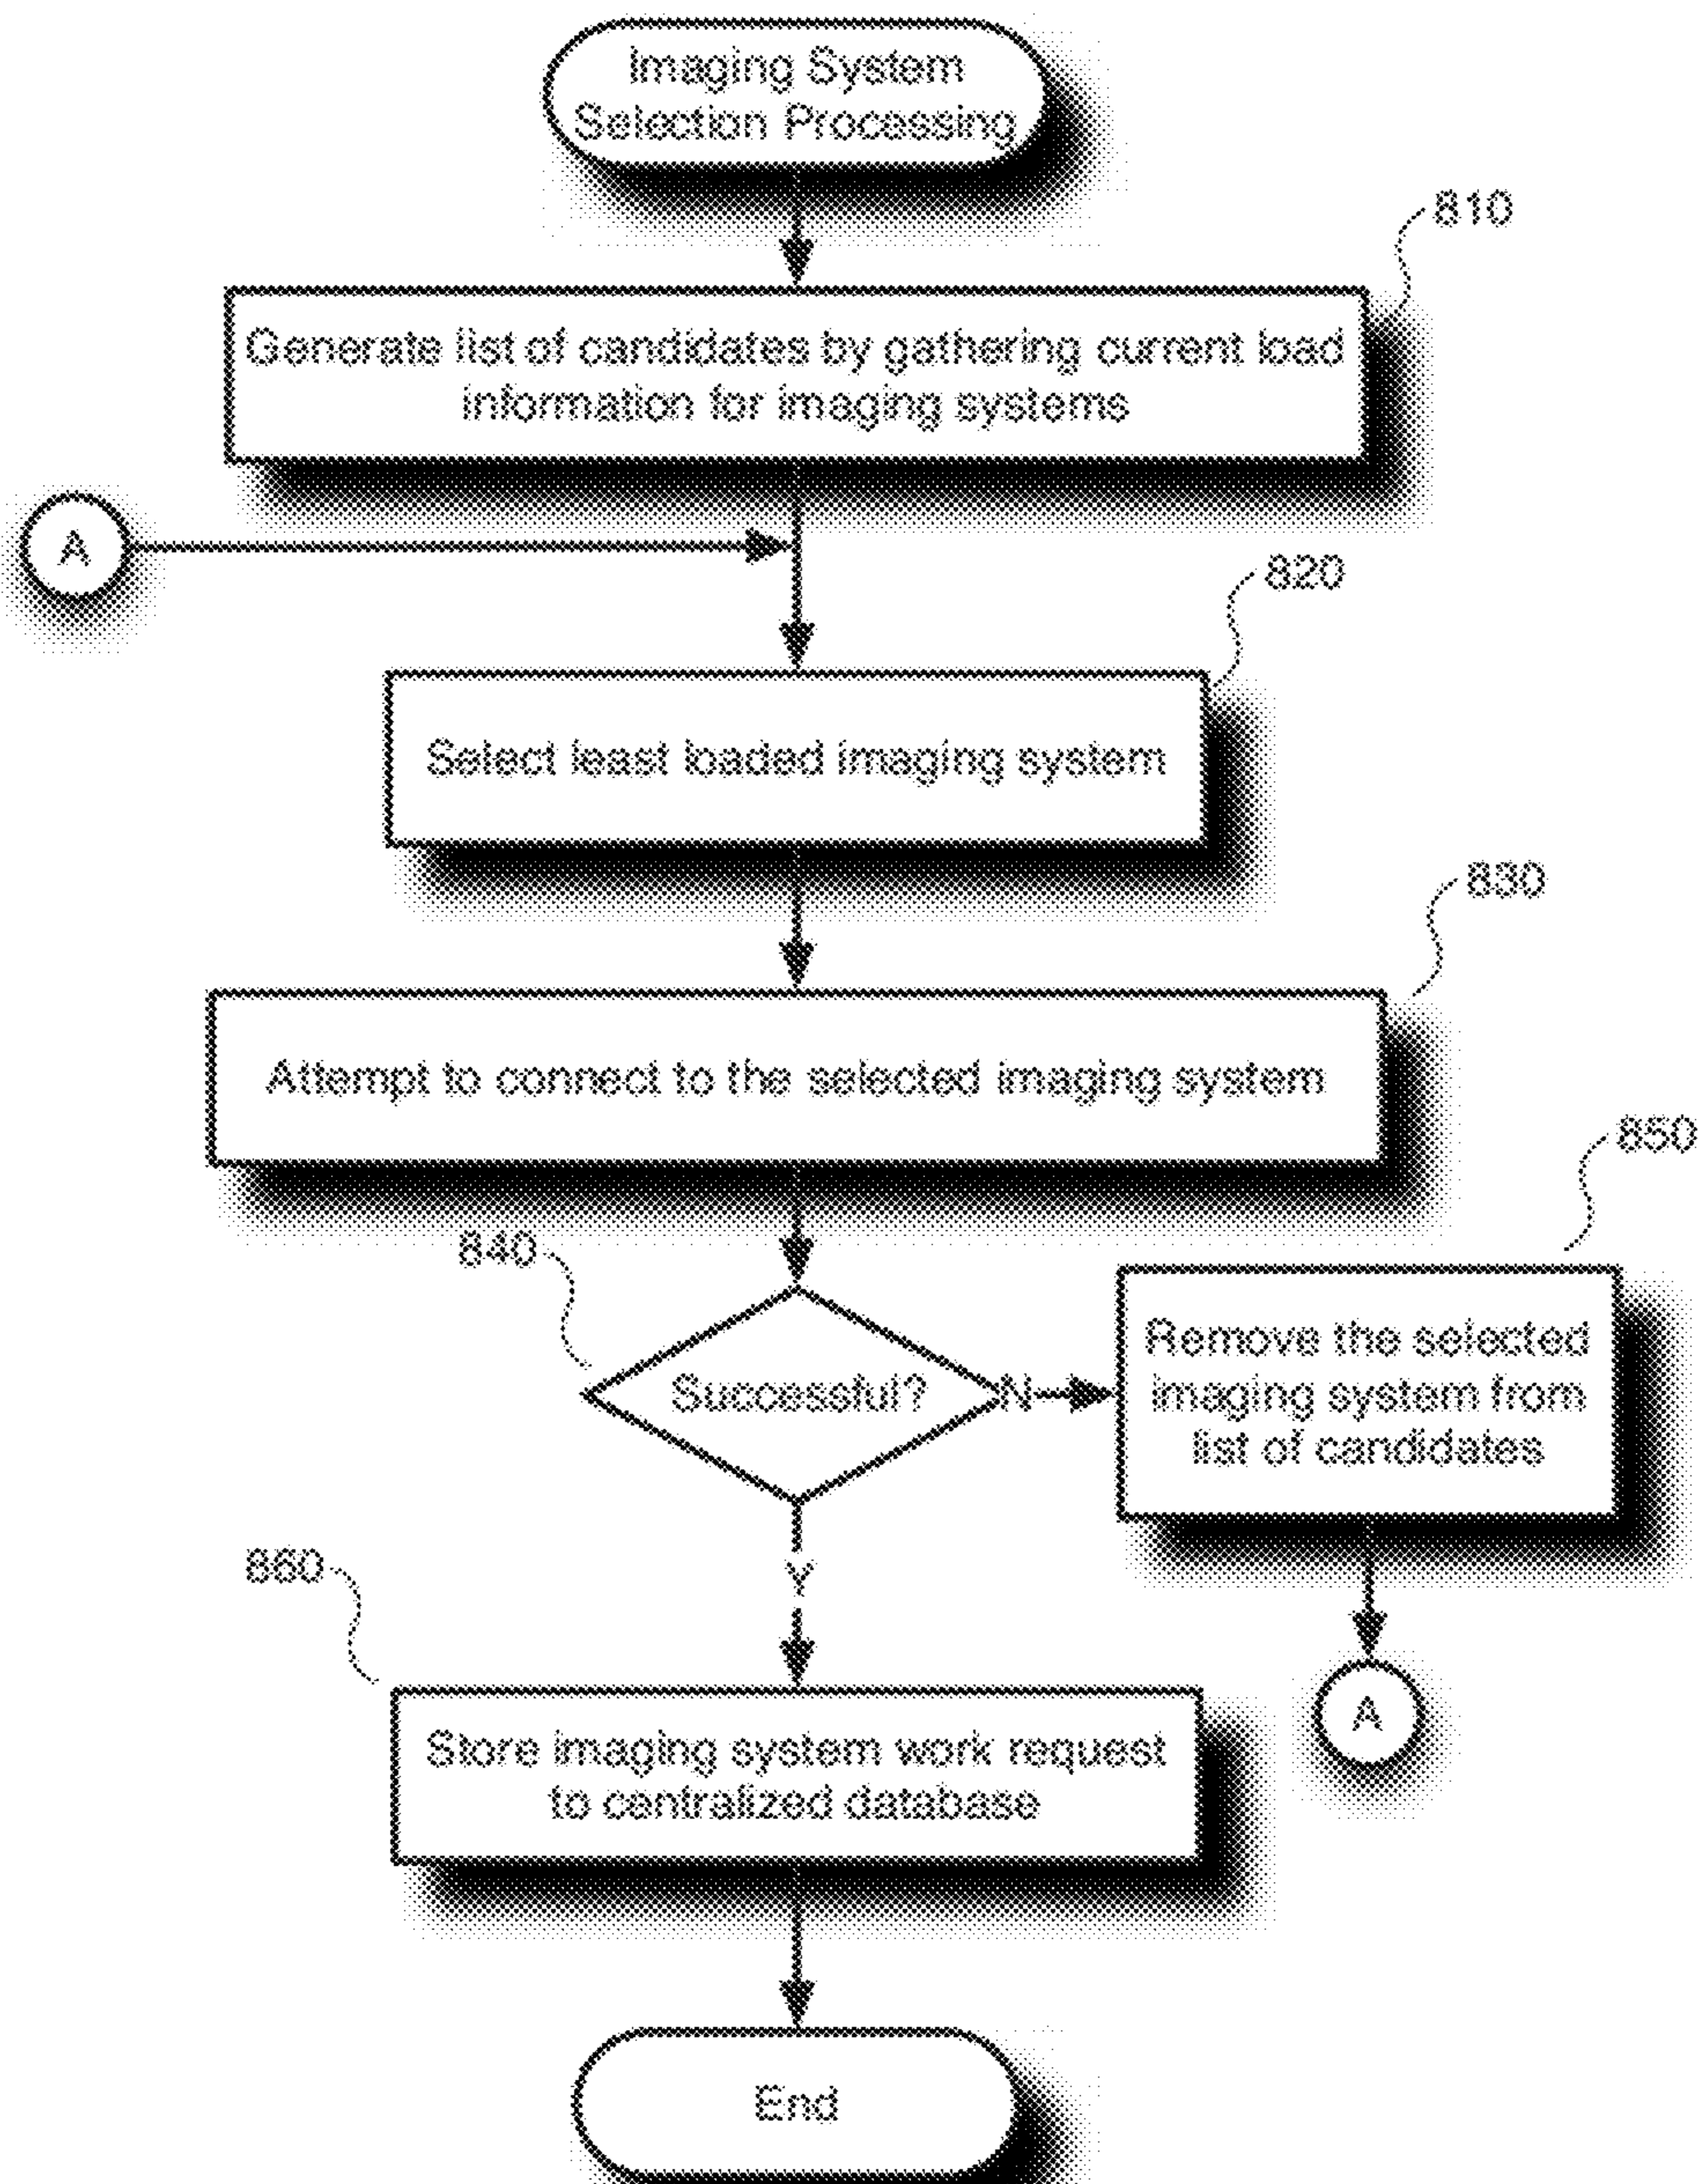 Imaging System
Selection Processing
810
Generate list of candidates by gathering current load
information for imaging systems
A
820
Select least loaded imaging system
830
Attempt to connect to the selected imaging system
850
840
Successful?
N
Remove the selected
imaging system from
list of candidates
Y
860
A
Store imaging system work request
to centralized database
End